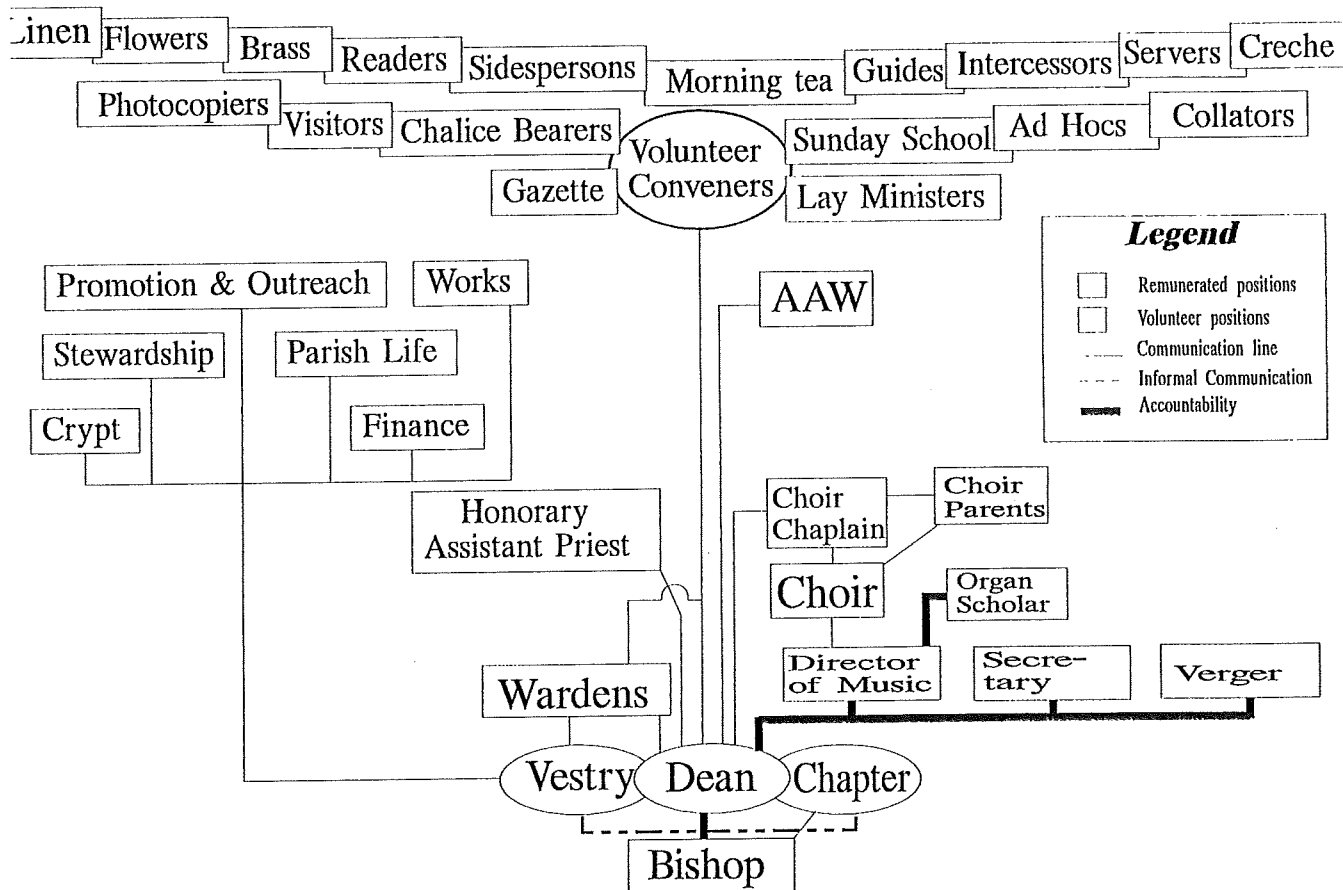 Linen
Flowers
Brass
Readers
Sidespersons
Morning tea
Guides
Intercessors
Servers
Creche
Photocopiers
Visitors
Chalice Bearers
Volunteer
Conveners
Sunday School
Ad Hocs
Collators
Gazette
Lay Ministers
Legend
Remunerated positions
Volunteer positions
Communication line
Informal Communication
Accountability
Promotion & Outreach
Works
AAW
Stewardship
Parish Life
Crypt
Finance
Honorary
Assistant Priest
Choir
Chaplain
Choir
Parents
Choir
Organ
Scholar
Director
of Music
Secre-
tary
Verger
Wardens
Vestry
Dean
Chapter
Bishop